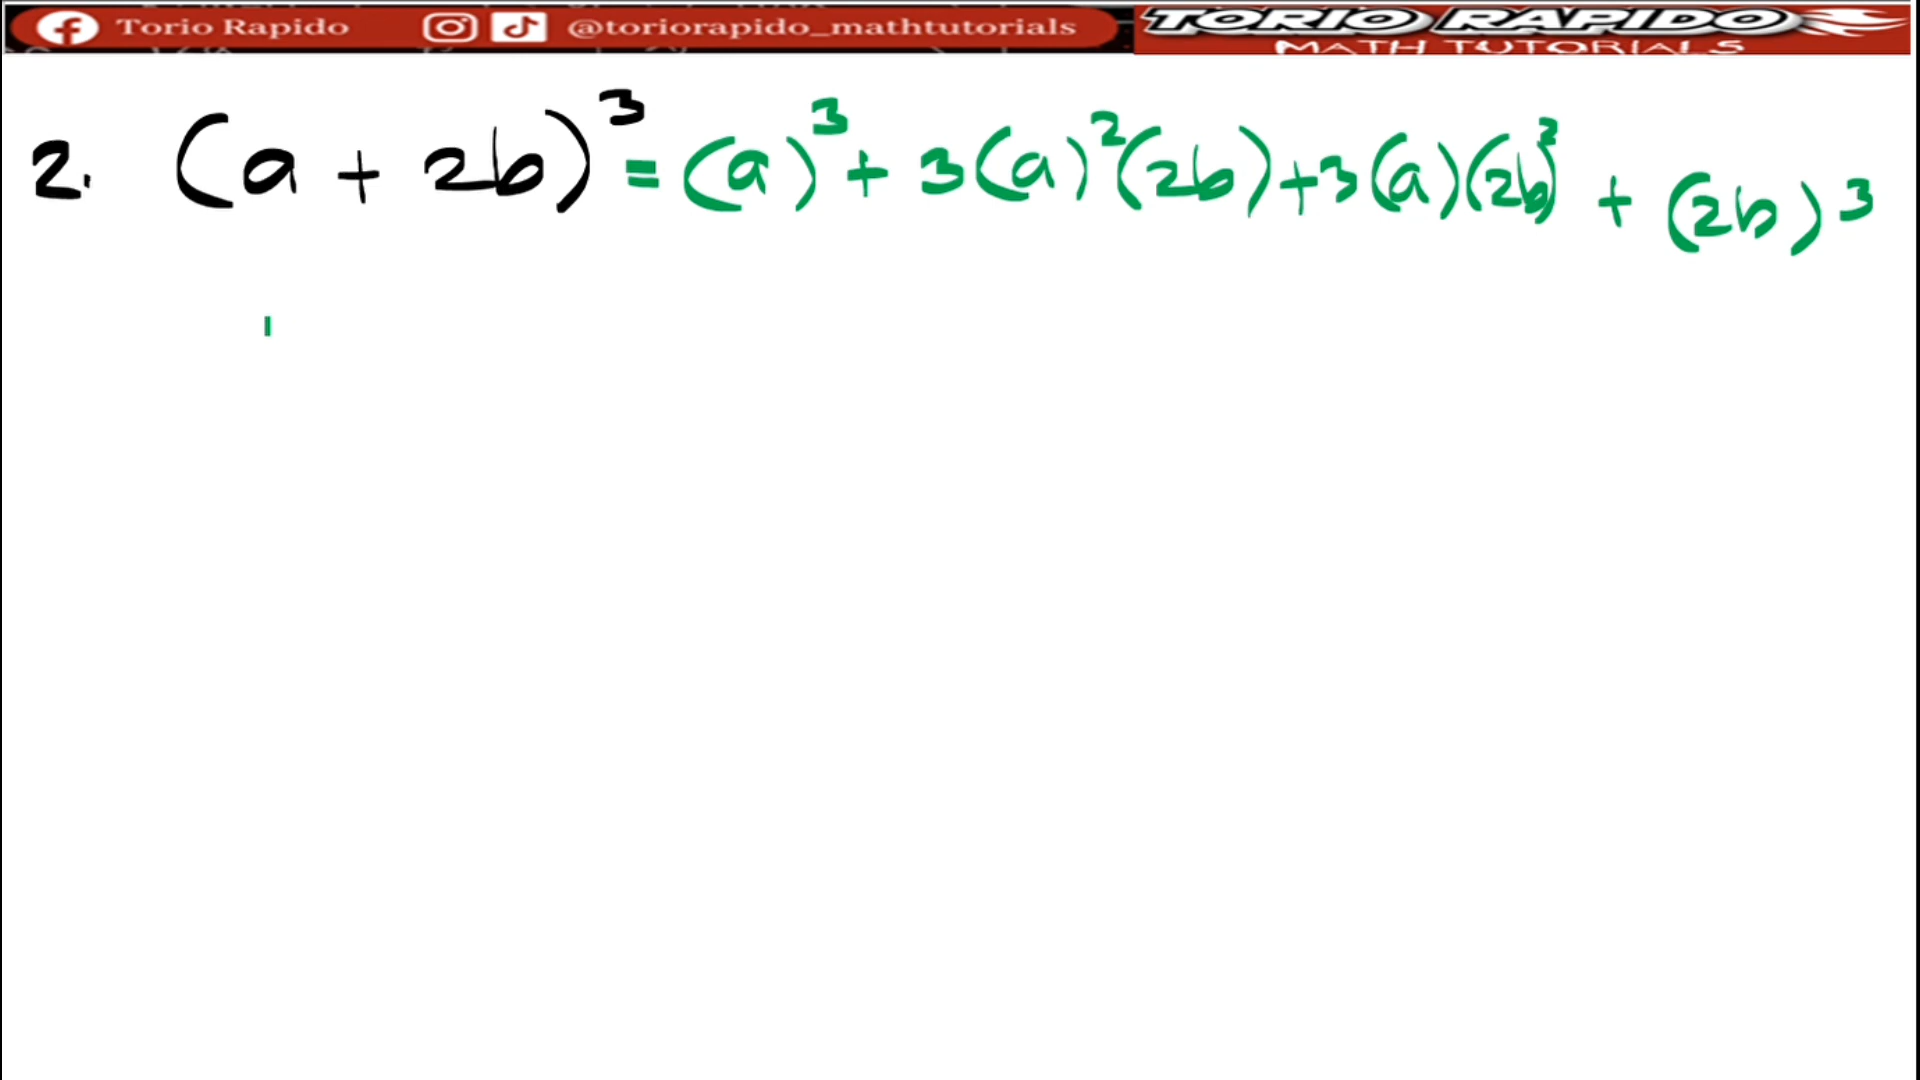 Torio Rapido @toriorapido_mathtutorials TORIO RAPIDO
MATH TUTORIALS
2. (a + 2b)³ = (a)³ + 3(a)²(2b) + 3(a)(2b)² + (2b)³